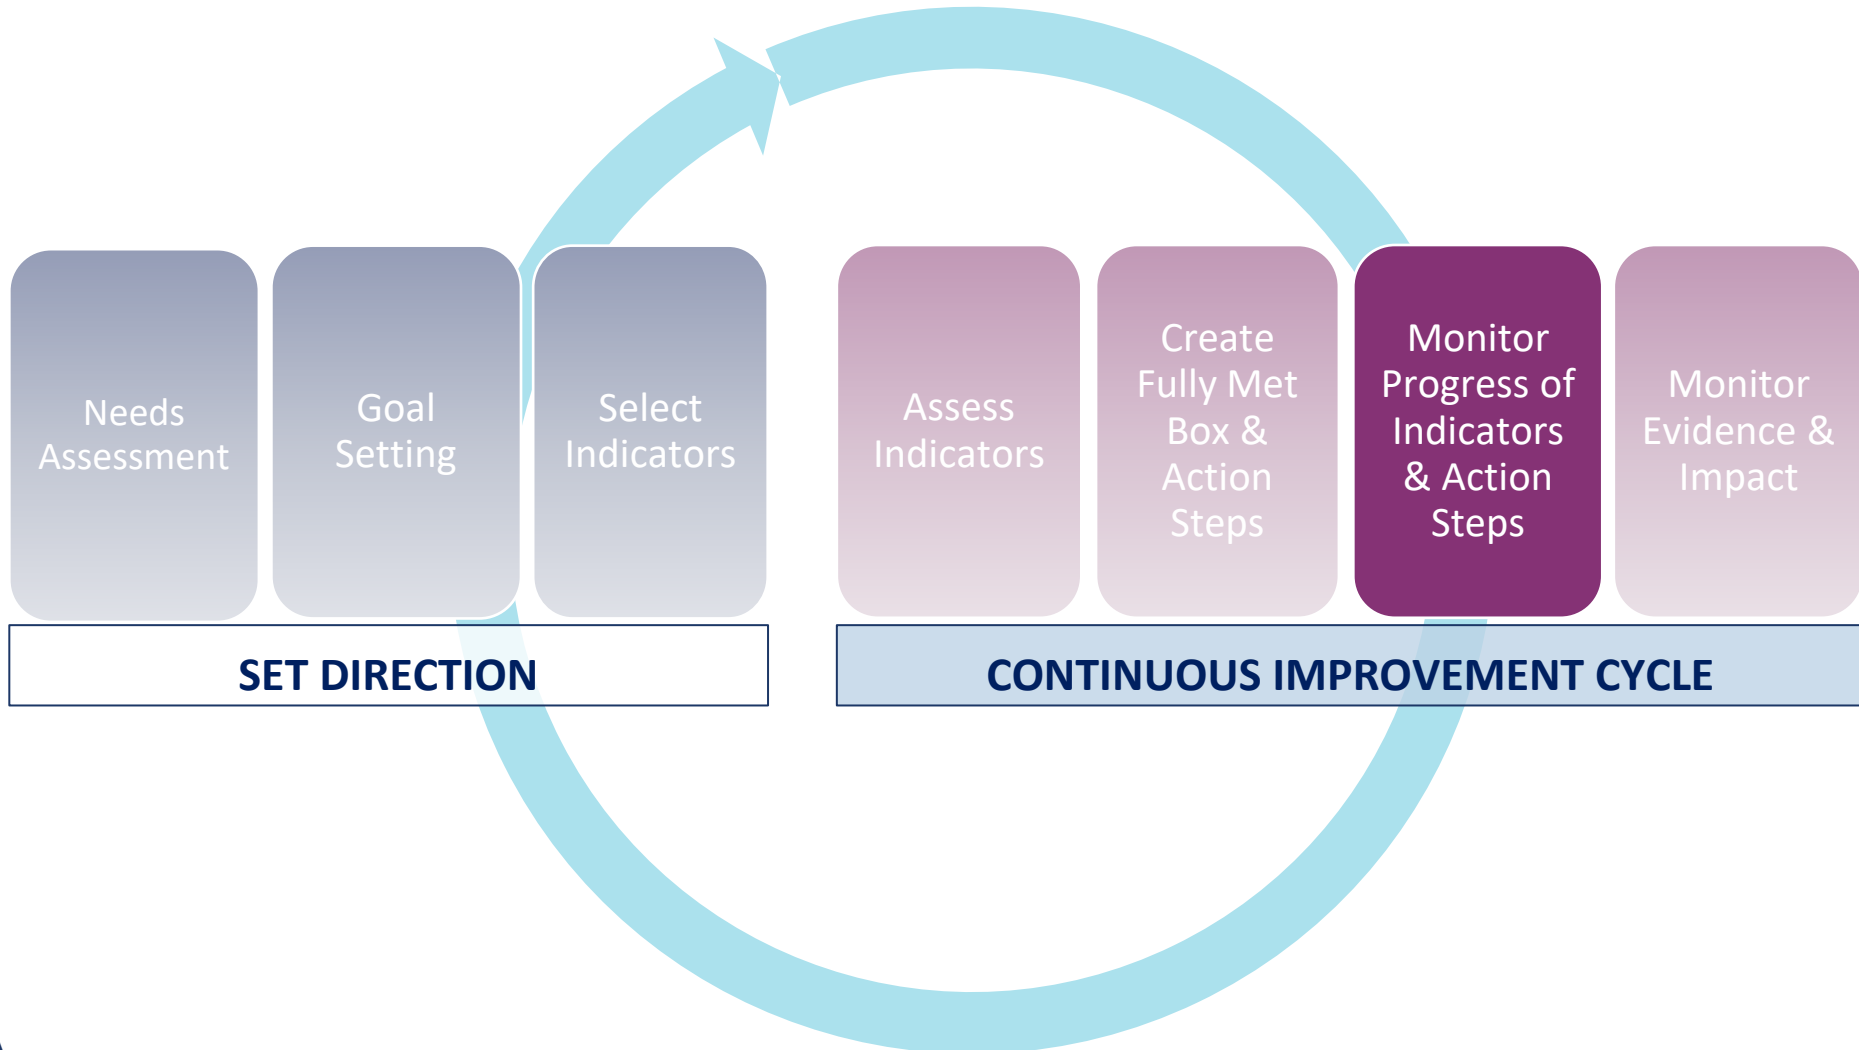 Needs
Assessment
Goal
Setting
Select
Indicators
Assess
Indicators
Create
Fully Met
Box &
Action
Steps
Monitor
Progress of
Indicators
& Action
Steps
Monitor
Evidence &
Impact
SET DIRECTION
CONTINUOUS IMPROVEMENT CYCLE